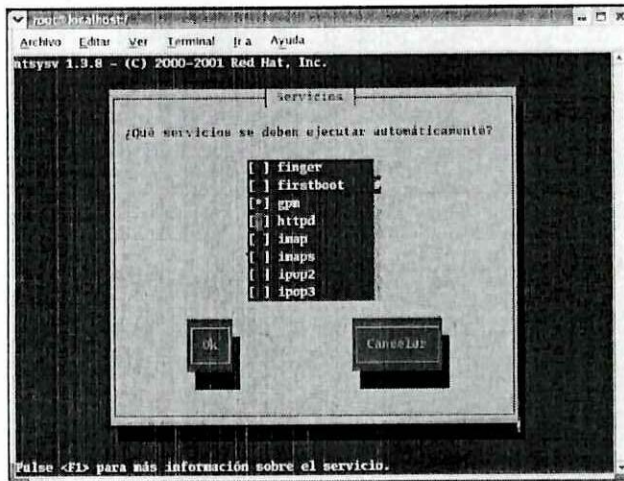 root@localhost:/
Archivo Editar Ver Terminal Ir a Ayuda
ntsysv 1.3.8 - (C) 2000-2001 Red Hat, Inc.
Servicios
¿Qué servicios se deben ejecutar automáticamente?
[ ] finger
[ ] firstboot
[*] gpm
[ ] httpd
[ ] imap
[ ] imaps
[ ] ipop2
[ ] ipop3
Ok Cancelar
Pulse <F1> para más información sobre el servicio.